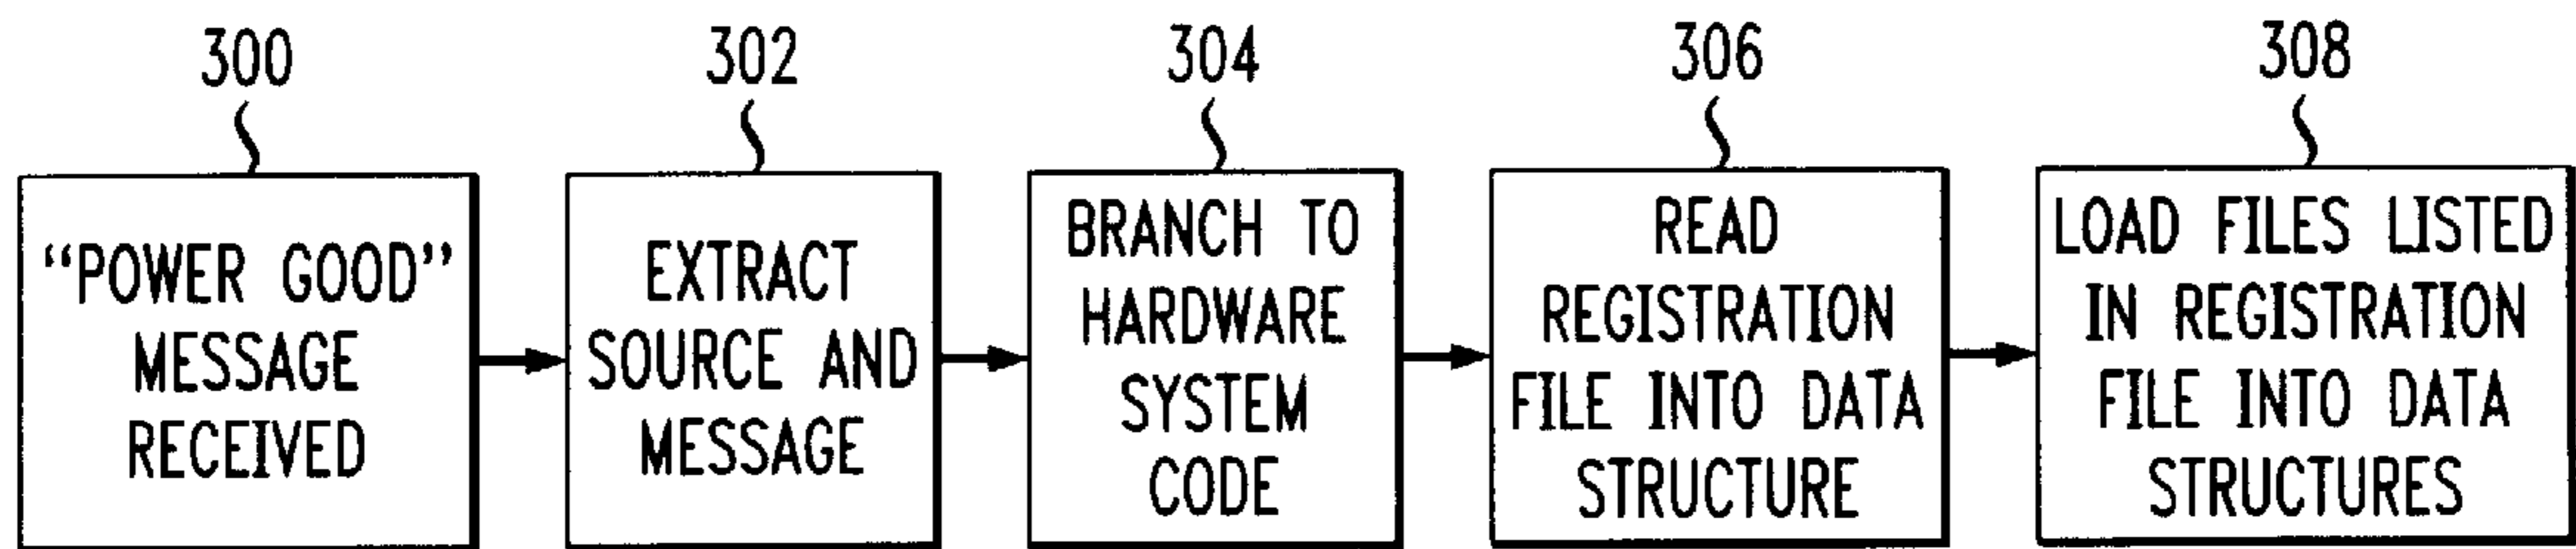 300
302
304
306
308
“POWER GOOD”
MESSAGE
RECEIVED
EXTRACT
SOURCE AND
MESSAGE
BRANCH TO
HARDWARE
SYSTEM
CODE
READ
REGISTRATION
FILE INTO DATA
STRUCTURE
LOAD FILES LISTED
IN REGISTRATION
FILE INTO DATA
STRUCTURES